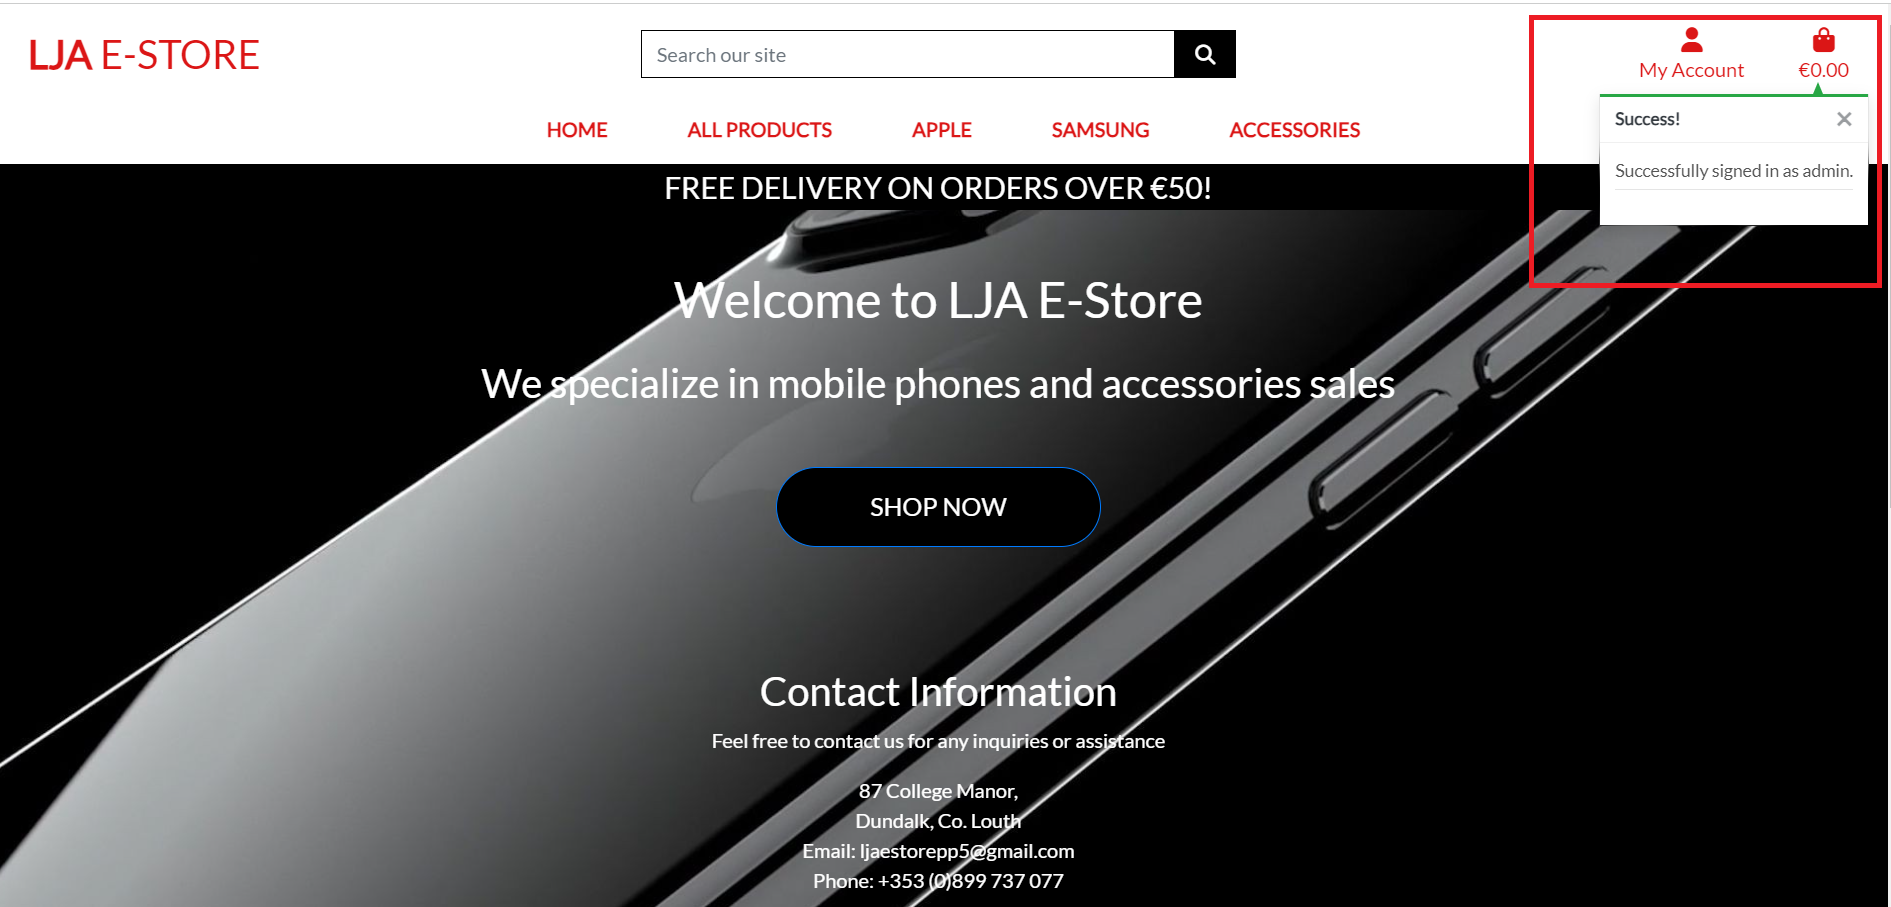 LJA E-STORE
Search our site
My Account
€0.00
HOME
ALL PRODUCTS
APPLE
SAMSUNG
ACCESSORIES
Success!
Successfully signed in as admin.
FREE DELIVERY ON ORDERS OVER €50!
Welcome to LJA E-Store
We specialize in mobile phones and accessories sales
SHOP NOW
Contact Information
Feel free to contact us for any inquiries or assistance
87 College Manor,
Dundalk, Co. Louth
Email: ljaestorepp5@gmail.com
Phone: +353 (0)899 737 077